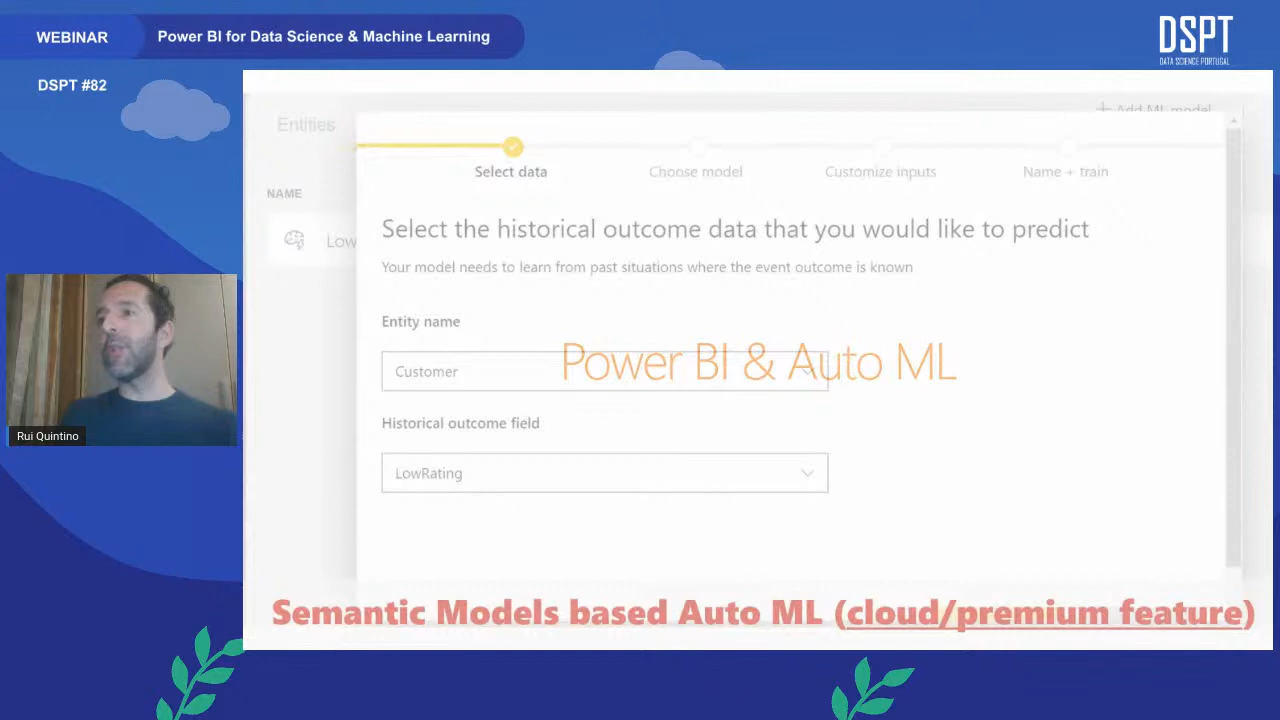 WEBINAR
Power BI for Data Science & Machine Learning
DSPT
DATA SCIENCE PORTUGAL
DSPT #82
Entities
+ Add ML model
Select data
Choose model
Customize inputs
Name + train
NAME
Low
Select the historical outcome data that you would like to predict
Your model needs to learn from past situations where the event outcome is known
Entity name
Customer
Power BI & Auto ML
Historical outcome field
LowRating
Rui Quintino
Semantic Models based Auto ML (cloud/premium feature)